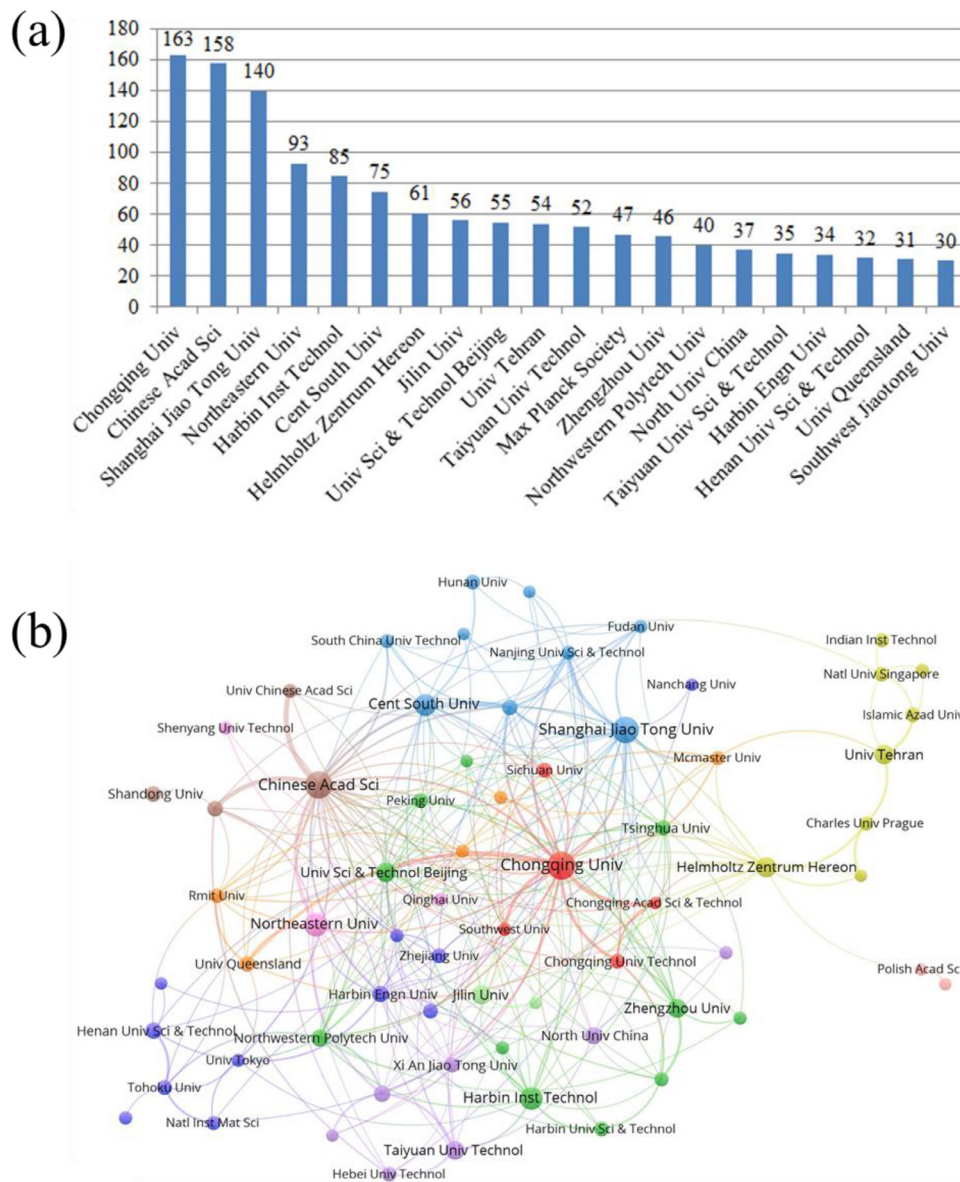 (a)
180
160
140
120
100
80
60
40
20
0
163
158
140
93
85
75
61
56
55
54
52
47
46
40
37
35
34
32
31
30
Chongqing Univ
Chinese Acad Sci
Shanghai Jiao Tong Univ
Northeastern Univ
Harbin Inst Technol
Cent South Univ
Helmholtz Zentrum Hereon
Jilin Univ
Univ Sci & Technol Beijing
Univ Tehran
Taiyuan Univ Technol
Max Planck Society
Zhengzhou Univ
Northwestern Polytech Univ
North Univ China
Taiyuan Univ Sci & Technol
Harbin Engn Univ
Henan Univ Sci & Technol
Univ Queensland
Southwest Jiaotong Univ
(b)
Hunan Univ
Fudan Univ
South China Univ Technol
Nanjing Univ Sci & Technol
Indian Inst Technol
Natl Univ Singapore
Univ Chinese Acad Sci
Nanchang Univ
Cent South Univ
Islamic Azad Univ
Shenyang Univ Technol
Shanghai Jiao Tong Univ
Mcmaster Univ
Univ Tehran
Sichuan Univ
Chinese Acad Sci
Shandong Univ
Peking Univ
Charles Univ Prague
Tsinghua Univ
Chongqing Univ
Helmholtz Zentrum Hereon
Univ Sci & Technol Beijing
Rmit Univ
Qinghai Univ
Chongqing Acad Sci & Technol
Northeastern Univ
Southwest Univ
Zhejiang Univ
Chongqing Univ Technol
Univ Queensland
Polish Acad Sci
Harbin Engn Univ
Jilin Univ
Zhengzhou Univ
Henan Univ Sci & Technol
Northwestern Polytech Univ
North Univ China
Univ Tokyo
Xi An Jiao Tong Univ
Tohoku Univ
Harbin Inst Technol
Natl Inst Mat Sci
Harbin Univ Sci & Technol
Taiyuan Univ Technol
Hebei Univ Technol